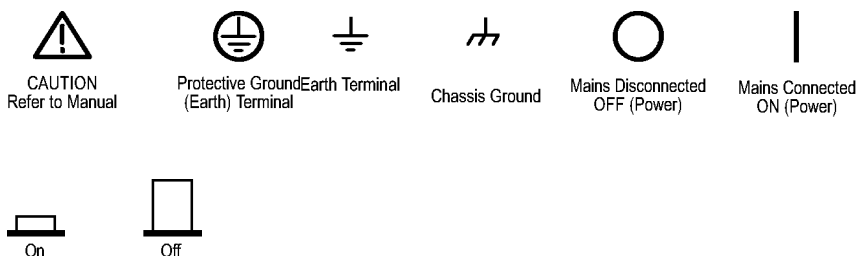 CAUTION
Refer to Manual
Protective Ground
(Earth) Terminal
Earth Terminal
Chassis Ground
Mains Disconnected
OFF (Power)
Mains Connected
ON (Power)
On
Off